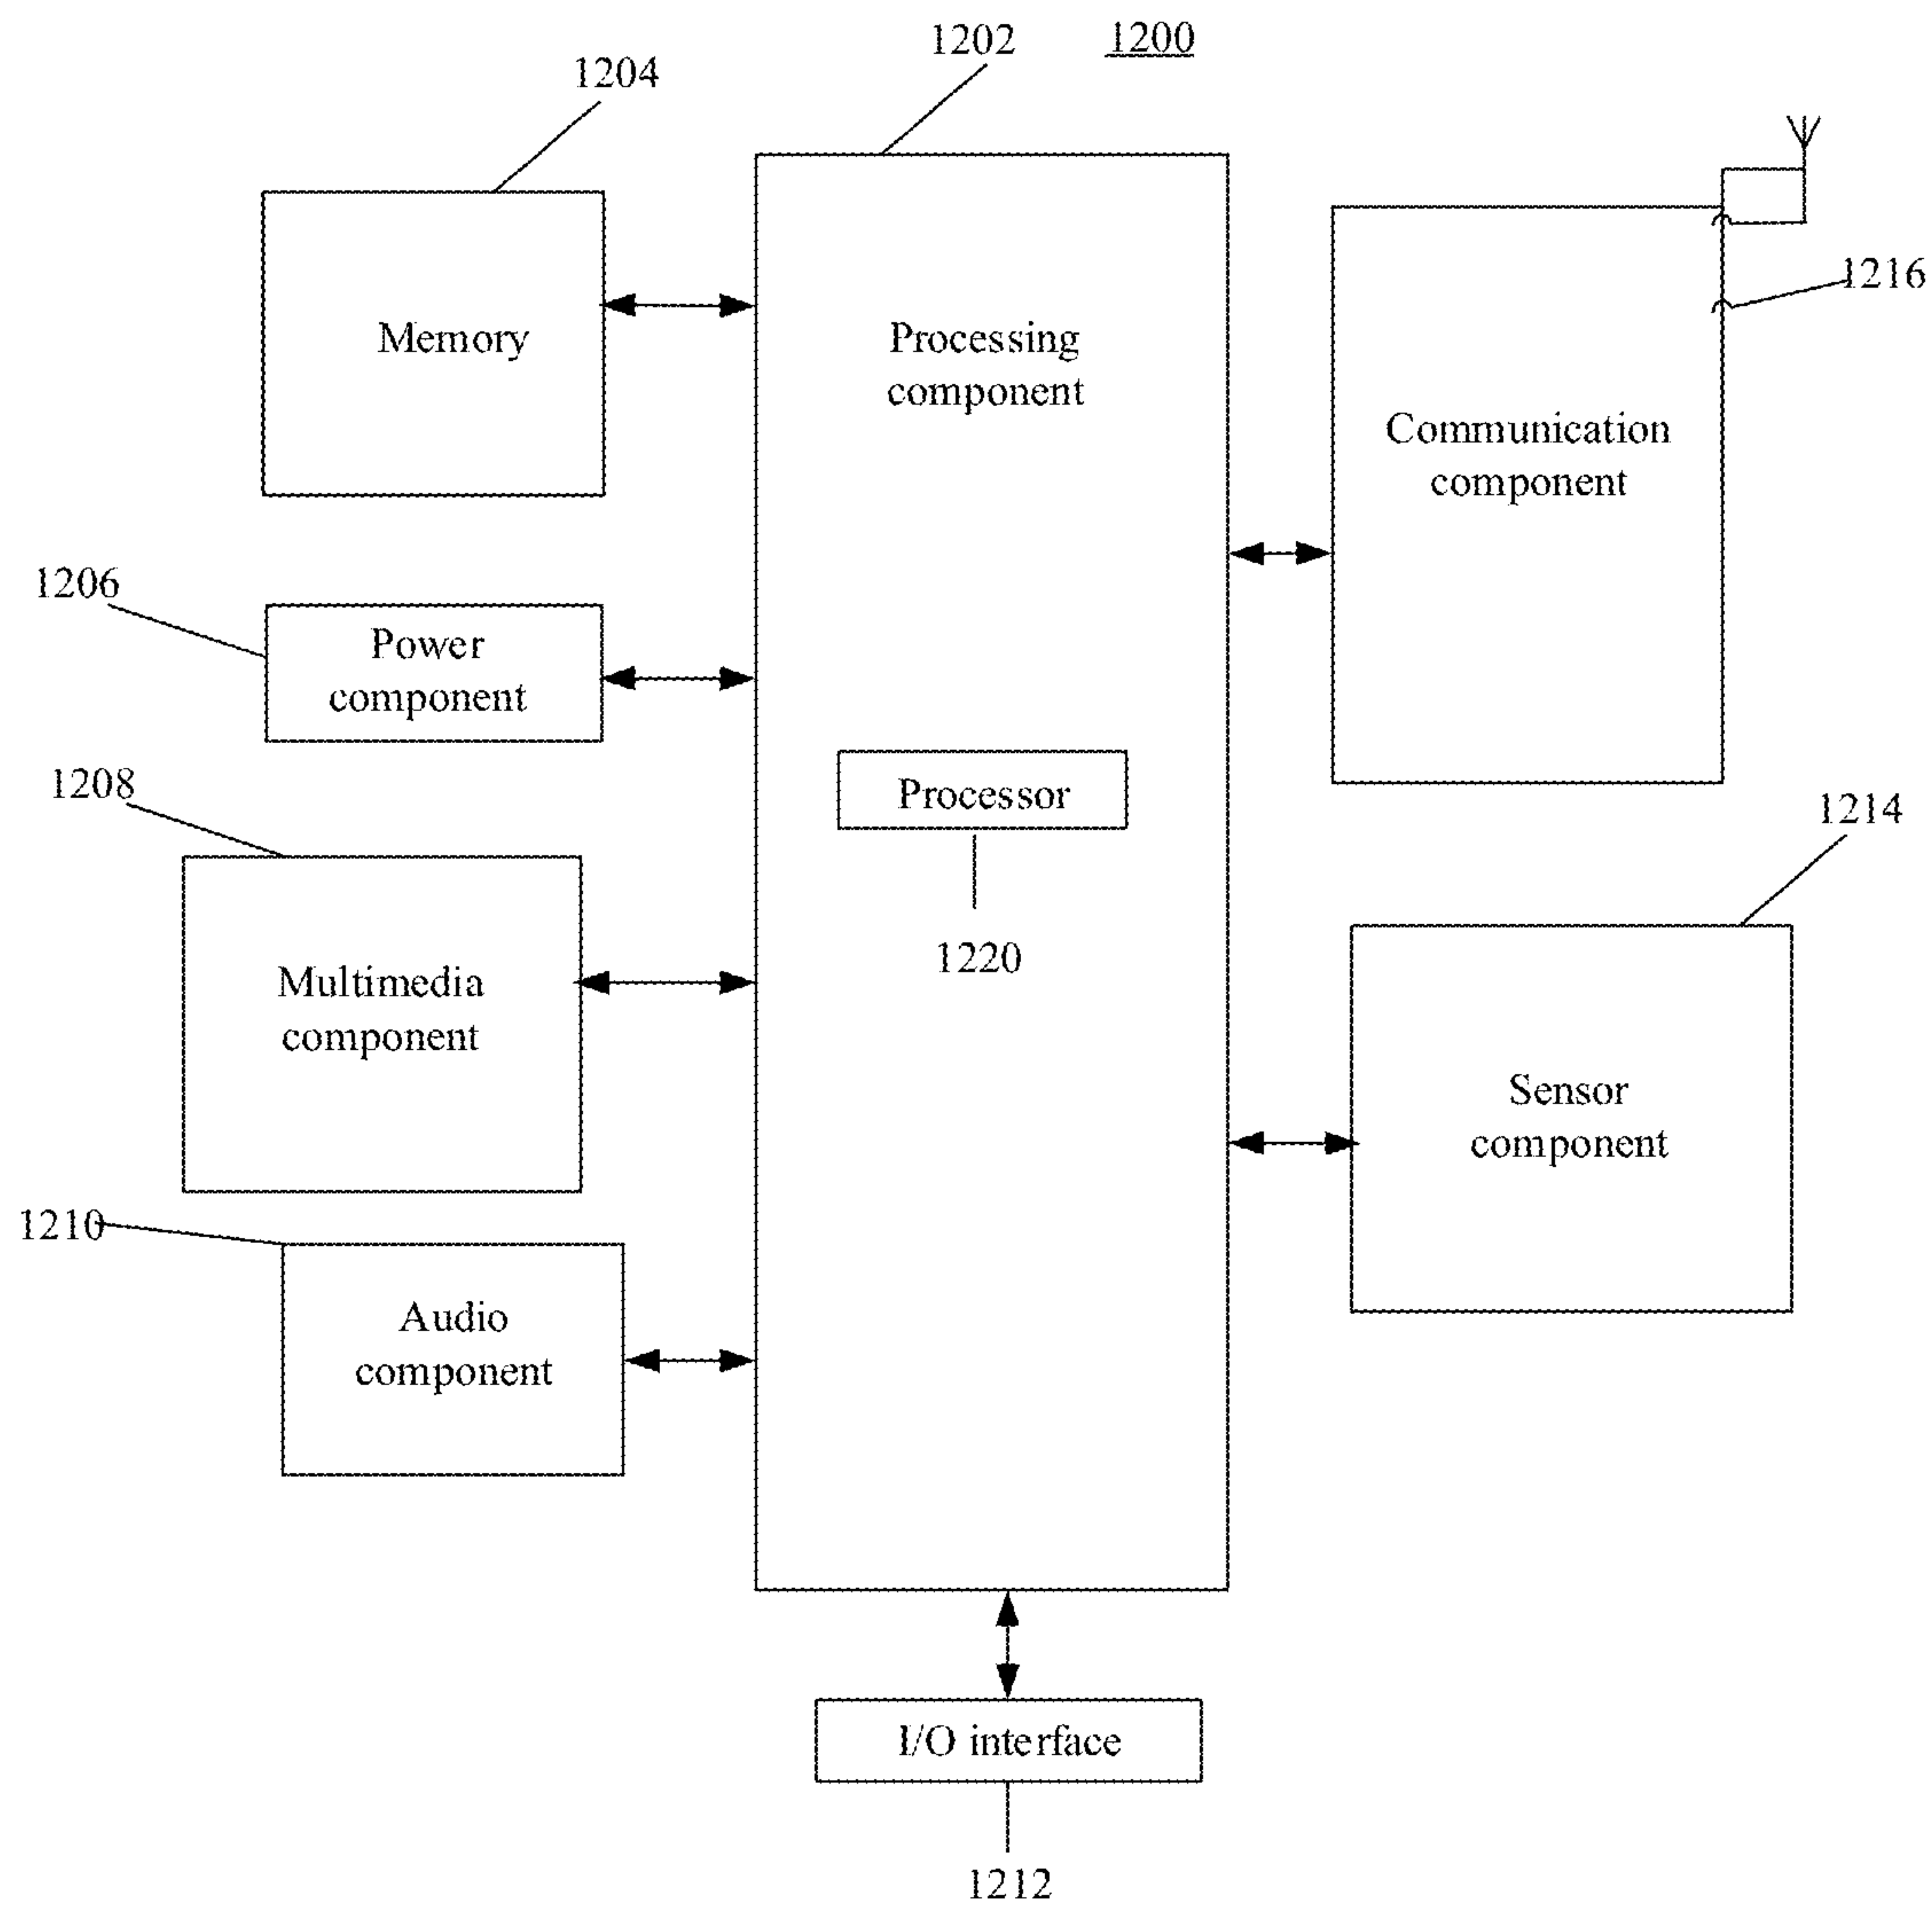 1202
1200
1204
1216
Memory
Processing
component
Communication
component
1206
Power
component
1208
Processor
1214
1220
Multimedia
component
Sensor
component
1210
Audio
component
I/O interface
1212